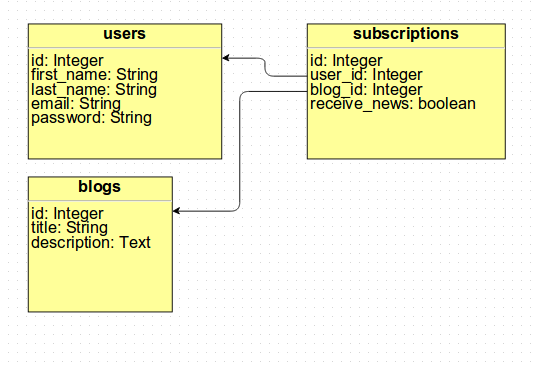 users
id: Integer
first_name: String
last_name: String
email: String
password: String
subscriptions
id: Integer
user_id: Integer
blog_id: Integer
receive_news: boolean
blogs
id: Integer
title: String
description: Text